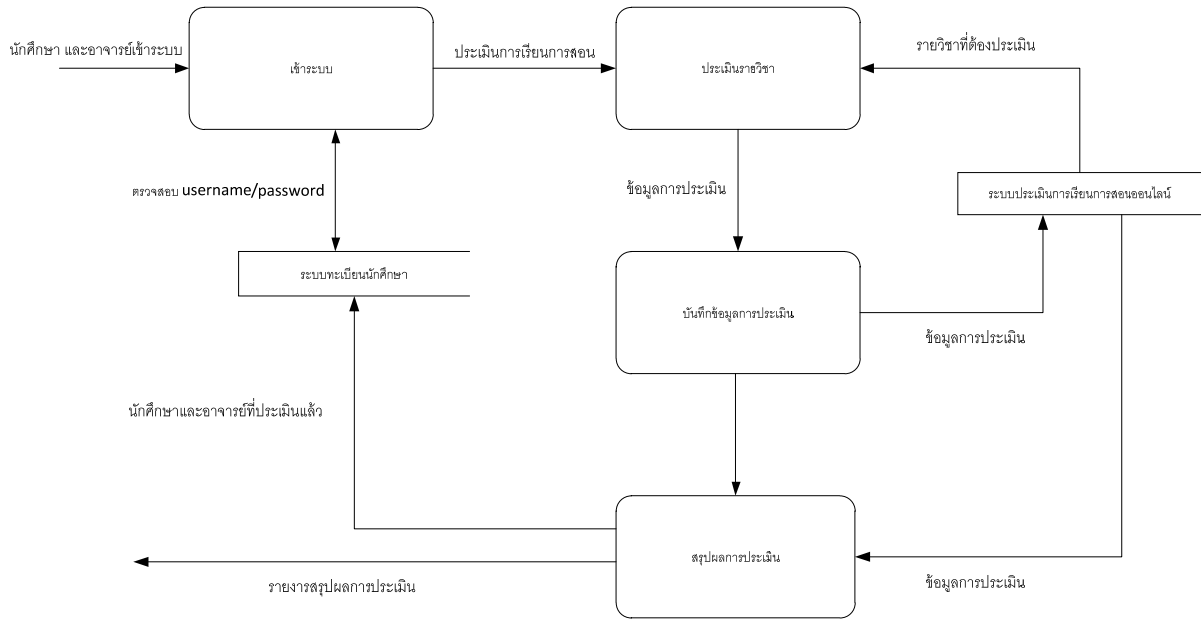 นักศึกษา และอาจารย์เข้าระบบ
เข้าระบบ
ประเมินการเรียนการสอน
ประเมินรายวิชา
รายวิชาที่ต้องประเมิน
ตรวจสอบ username/password
ข้อมูลการประเมิน
ระบบประเมินการเรียนการสอนออนไลน์
ระบบทะเบียนนักศึกษา
บันทึกข้อมูลการประเมิน
ข้อมูลการประเมิน
นักศึกษาและอาจารย์ที่ประเมินแล้ว
สรุปผลการประเมิน
รายงารสรุปผลการประเมิน
ข้อมูลการประเมิน